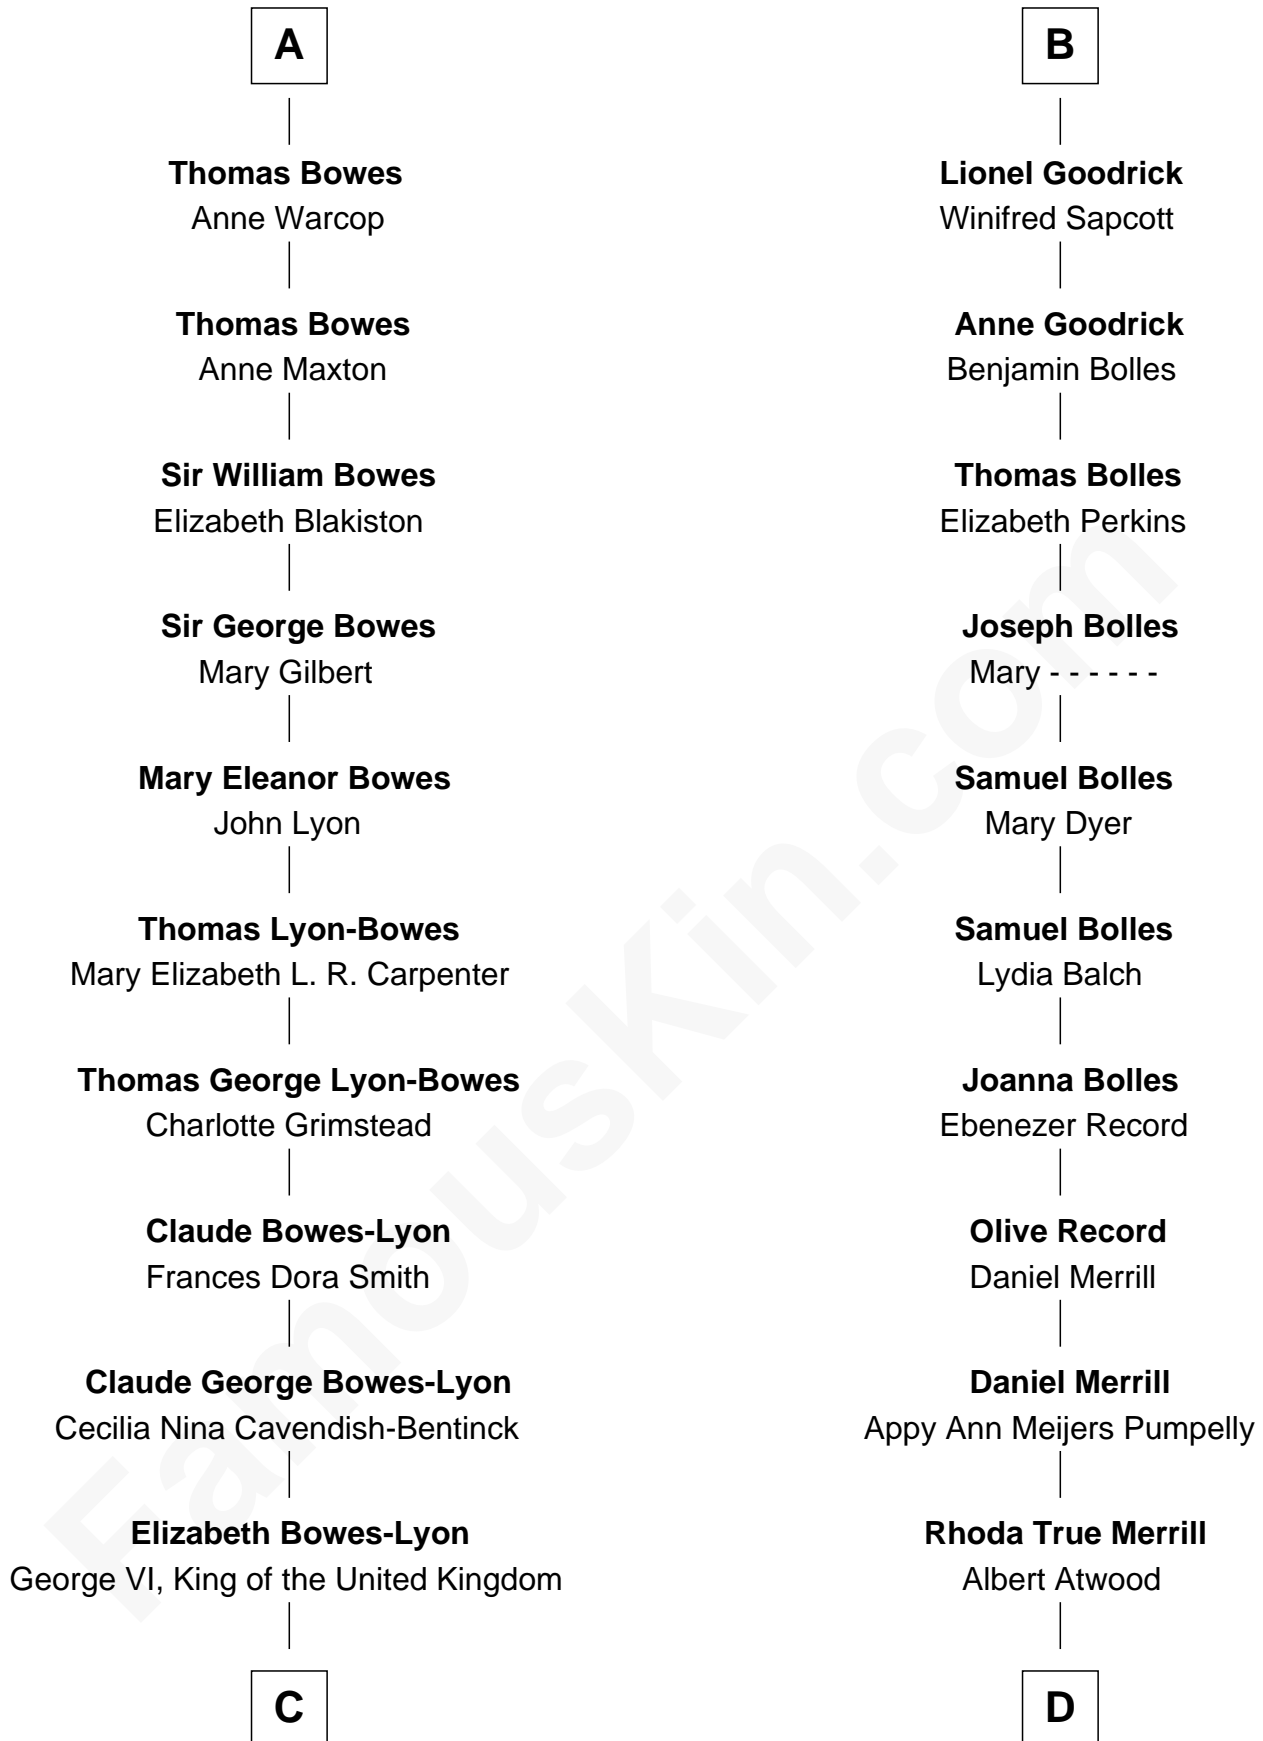 A
Thomas Bowes
Anne Warcop
Thomas Bowes
Anne Maxton
Sir William Bowes
Elizabeth Blakiston
Sir George Bowes
Mary Gilbert
Mary Eleanor Bowes
John Lyon
Thomas Lyon-Bowes
Mary Elizabeth L. R. Carpenter
Thomas George Lyon-Bowes
Charlotte Grimstead
Claude Bowes-Lyon
Frances Dora Smith
Claude George Bowes-Lyon
Cecilia Nina Cavendish-Bentinck
Elizabeth Bowes-Lyon
George VI, King of the United Kingdom
C
B
Lionel Goodrick
Winifred Sapcott
Anne Goodrick
Benjamin Bolles
Thomas Bolles
Elizabeth Perkins
Joseph Bolles
Mary - - - - - -
Samuel Bolles
Mary Dyer
Samuel Bolles
Lydia Balch
Joanna Bolles
Ebenezer Record
Olive Record
Daniel Merrill
Daniel Merrill
Appy Ann Meijers Pumpelly
Rhoda True Merrill
Albert Atwood
D
FamousKin.com